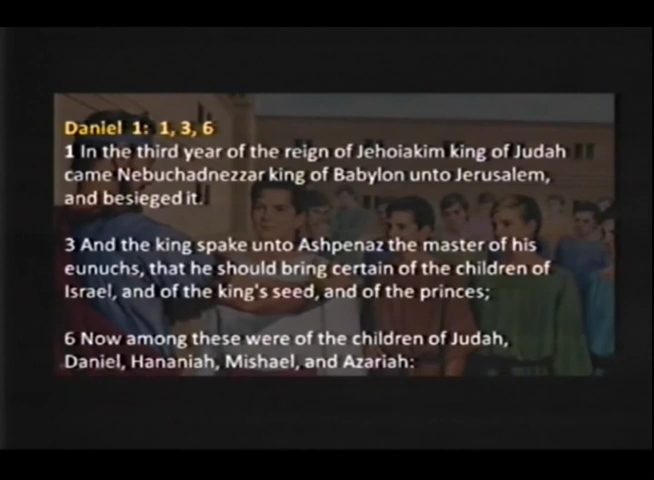 Daniel 1: 1, 3, 6
1 In the third year of the reign of Jehoiakim king of Judah
came Nebuchadnezzar king of Babylon unto Jerusalem,
and besieged it.
3 And the king spake unto Ashpenaz the master of his
eunuchs, that he should bring certain of the children of
Israel, and of the king's seed, and of the princes;
6 Now among these were of the children of Judah,
Daniel, Hananiah, Mishael, and Azariah: